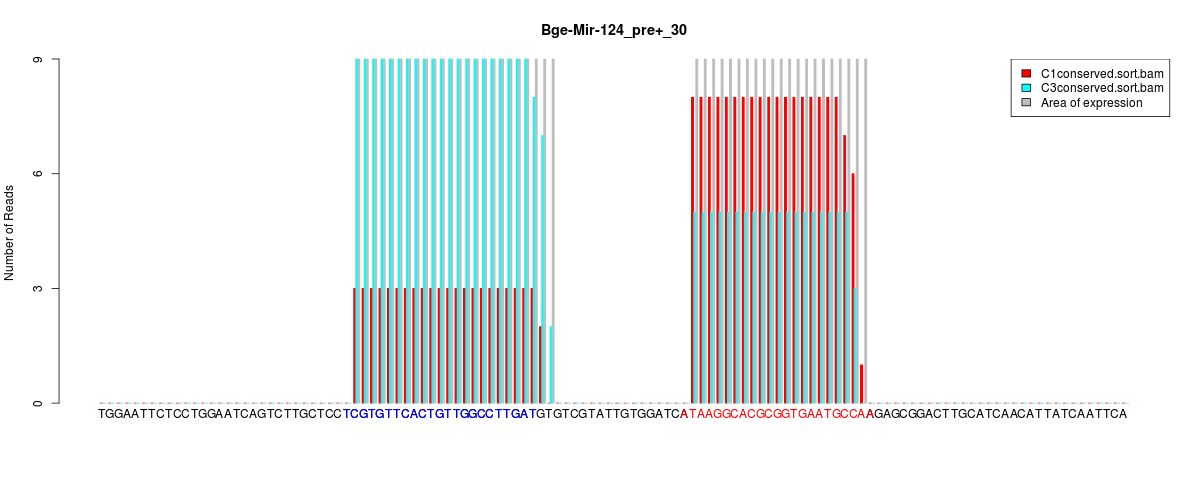 Bge-Mir-124_pre+_30
C1conserved.sort.bam
C3conserved.sort.bam
Area of expression
Number of Reads
9
6
3
0
TGGAATTCTCCTGGAATCAGTCTTGCTCCTCGTGTTCACTGTTGGCCTTGATGTGTCGTATTGTGGATCATAAGGCACGCGGTGAATGCCAAGAGCGGACTTGCATCAACATTATCAATTCA